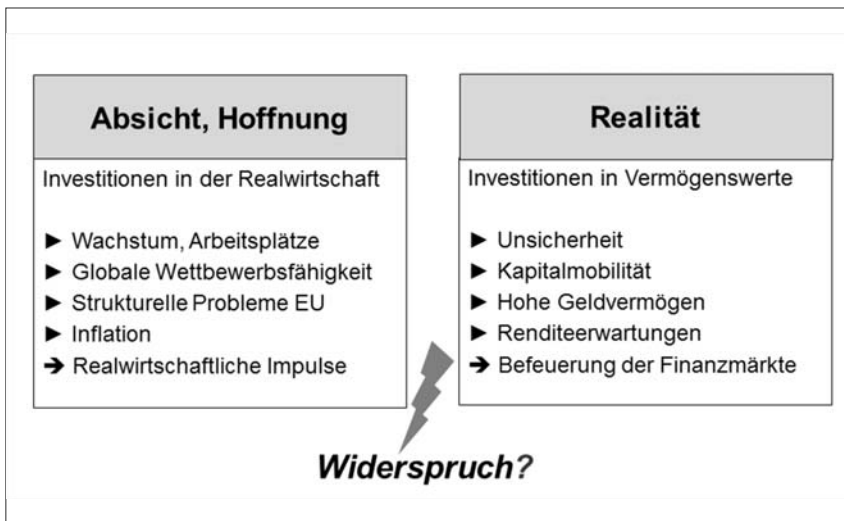 Absicht, Hoffnung
Investitionen in der Realwirtschaft
► Wachstum, Arbeitsplätze
► Globale Wettbewerbsfähigkeit
► Strukturelle Probleme EU
► Inflation
➔ Realwirtschaftliche Impulse
Realität
Investitionen in Vermögenswerte
► Unsicherheit
► Kapitalmobilität
► Hohe Geldvermögen
► Renditeerwartungen
➔ Befeuerung der Finanzmärkte
Widerspruch?